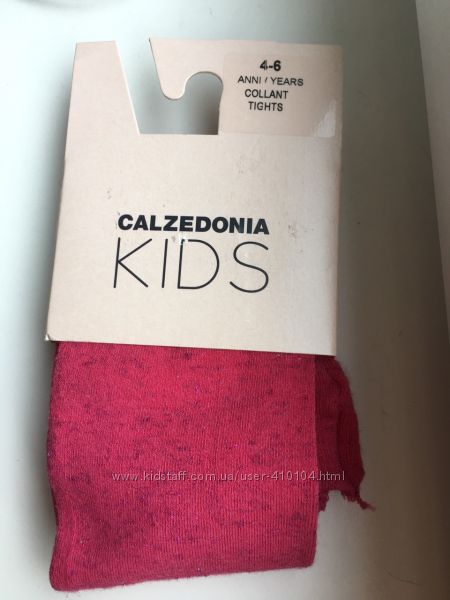 4-6
ANNI / YEARS
COLLANT
TIGHTS
CALZEDONIA
KIDS
www.kidstaff.com.ua/user-410104.html